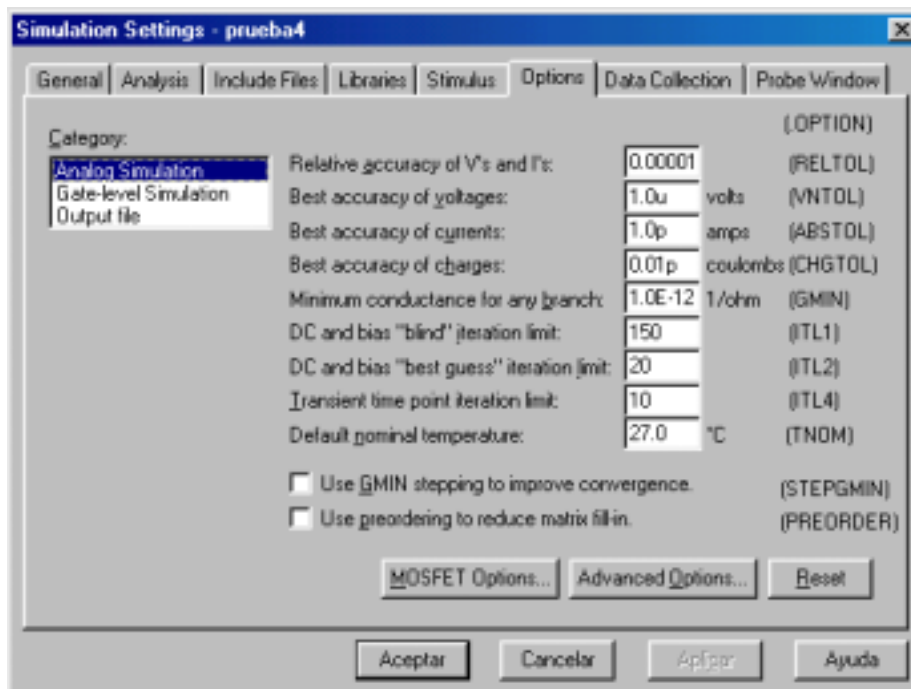 Simulation Settings - prueba4
General Analysis Include Files Libraries Stimulus Options Data Collection Probe Window
(.OPTION)
Category:
Analog Simulation
Gate-level Simulation
Output file
Relative accuracy of V's and I's: 0.00001 (RELTOL)
Best accuracy of voltages: 1.0u volts (VNTOL)
Best accuracy of currents: 1.0p amps (ABSTOL)
Best accuracy of charges: 0.01p coulombs (CHGTOL)
Minimum conductance for any branch: 1.0E-12 1/ohm (GMIN)
DC and bias "blind" iteration limit: 150 (ITL1)
DC and bias "best guess" iteration limit: 20 (ITL2)
Transient time point iteration limit: 10 (ITL4)
Default nominal temperature: 27.0 °C (TNOM)
Use GMIN stepping to improve convergence. (STEPGMIN)
Use preordering to reduce matrix fill-in. (PREORDER)
MOSFET Options... Advanced Options... Reset
Aceptar Cancelar Aplicar Ayuda